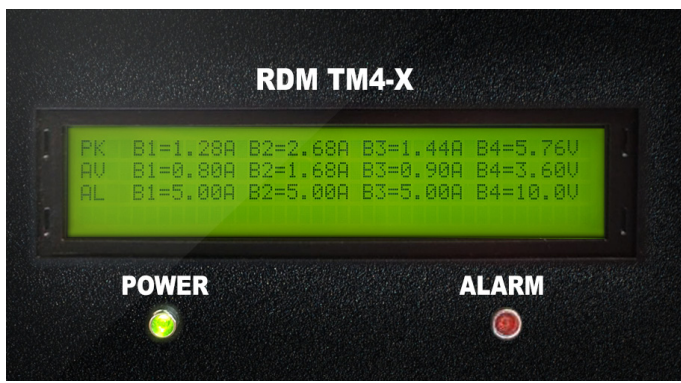 RDM TM4-X
PK B1=1.28A B2=2.68A B3=1.44A B4=5.76V
AV B1=0.80A B2=1.68A B3=0.90A B4=3.60V
AL B1=5.00A B2=5.00A B3=5.00A B4=10.0V
POWER ALARM